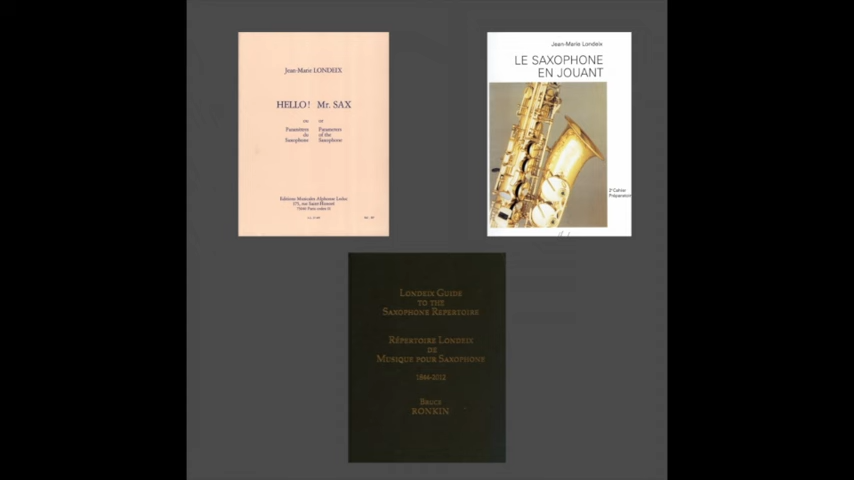 Jean-Marie LONDEIX
HELLO! Mr. SAX
ou or
Paramètres Parameters
du of the
Saxophone Saxophone
Editions Musicales Alphonse Leduc
175, rue Saint-Honoré
Jean-Marie Londeix
LE SAXOPHONE
EN JOUANT
2e Cahier
Préparatoire
LONDEIX GUIDE
TO THE
SAXOPHONE REPERTOIRE
RÉPERTOIRE LONDEIX
DE
MUSIQUE POUR SAXOPHONE
1844-2012
BRUCE
RONKIN